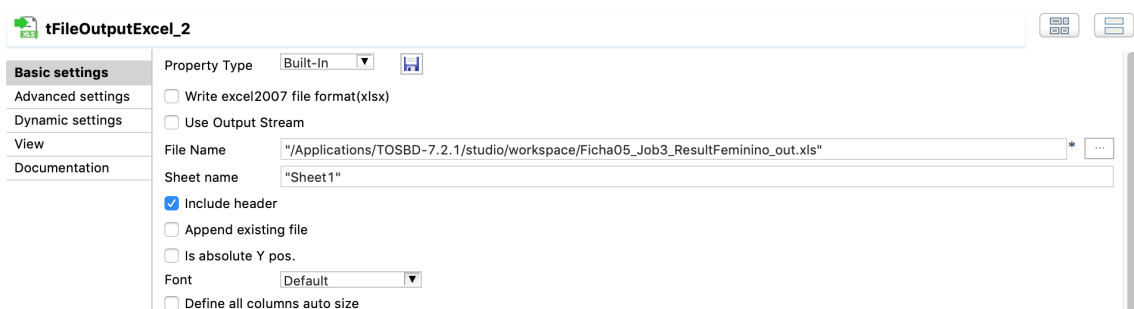 XLS tFileOutputExcel_2
Basic settings
Advanced settings
Dynamic settings
View
Documentation
Property Type Built-In
Write excel2007 file format(xlsx)
Use Output Stream
File Name "/Applications/TOSBD-7.2.1/studio/workspace/Ficha05_Job3_ResultFeminino_out.xls" * ...
Sheet name "Sheet1"
Include header
Append existing file
Is absolute Y pos.
Font Default
Define all columns auto size